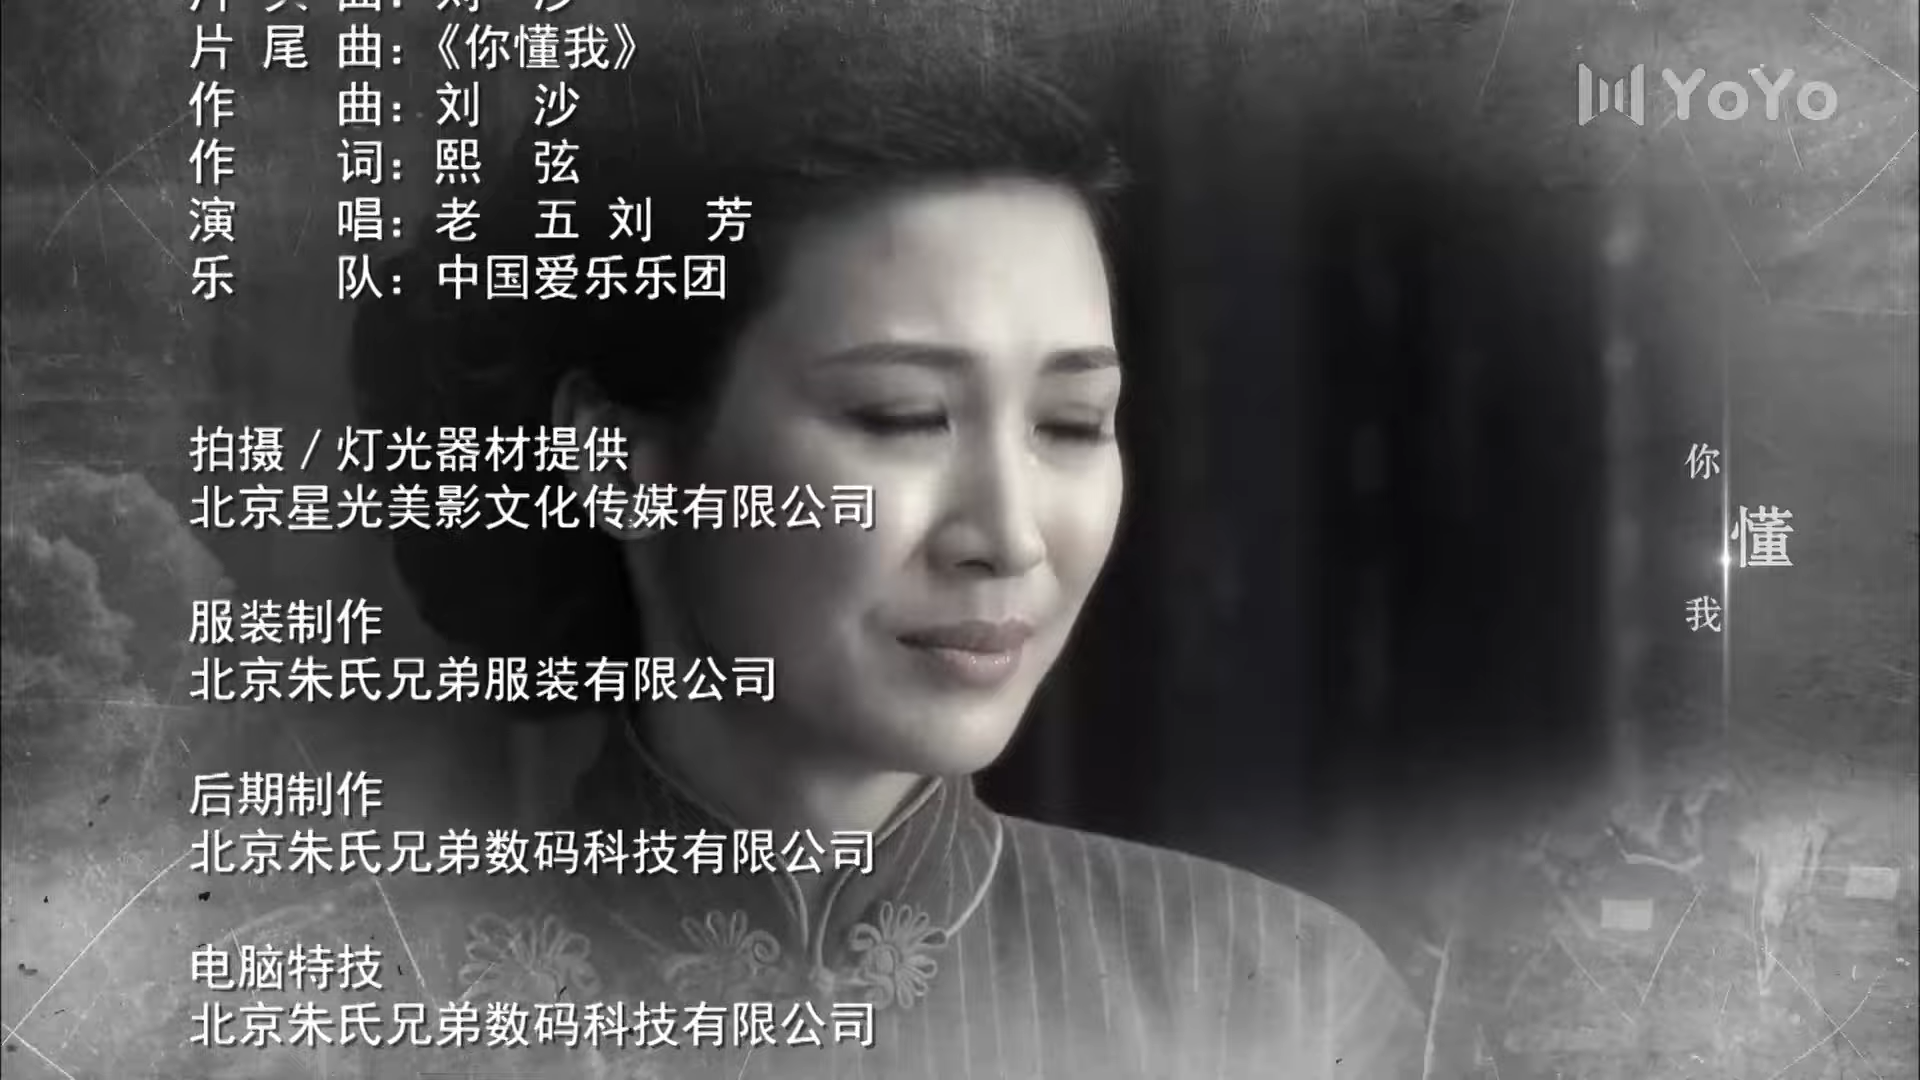 片尾曲：《你懂我》
作曲：刘沙
作词：熙弦
演唱：老五 刘芳
乐队：中国爱乐乐团
拍摄/灯光器材提供
北京星光美影文化传媒有限公司
服装制作
北京朱氏兄弟服装有限公司
后期制作
北京朱氏兄弟数码科技有限公司
电脑特技
北京朱氏兄弟数码科技有限公司
YoYo
你懂我